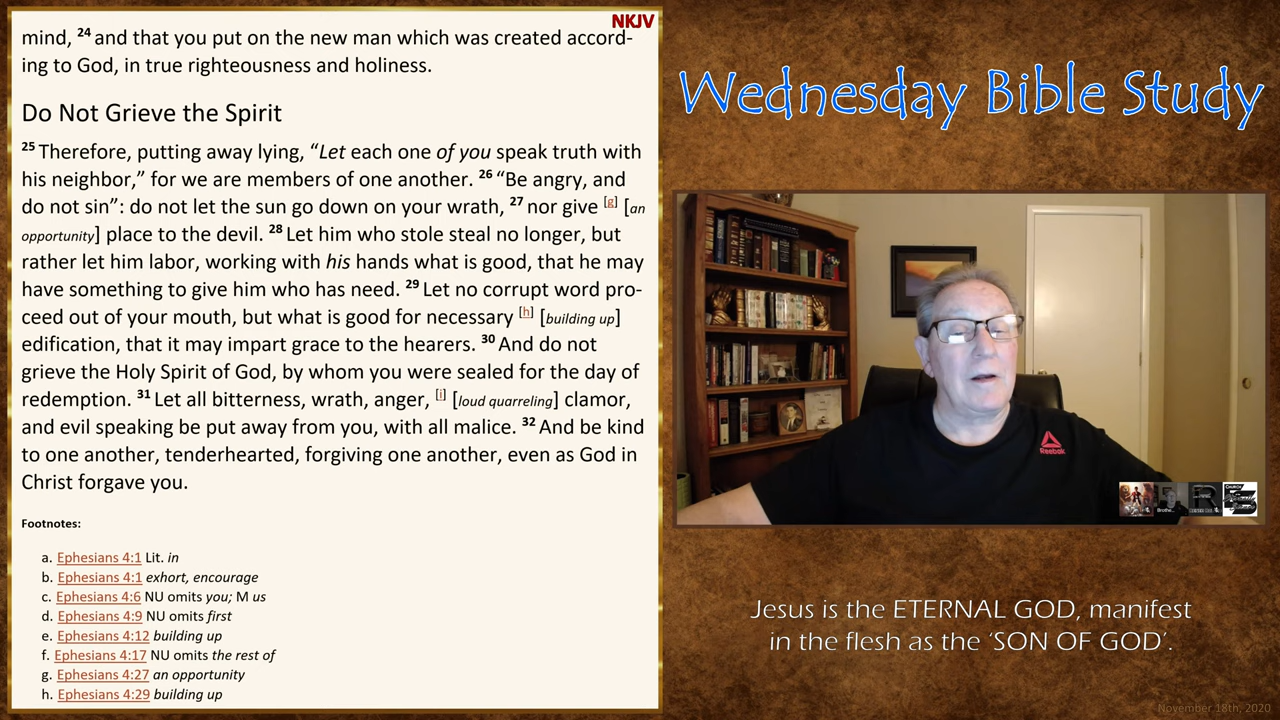 NKJV
mind, 24 and that you put on the new man which was created accord-
ing to God, in true righteousness and holiness.
Do Not Grieve the Spirit
25 Therefore, putting away lying, “Let each one of you speak truth with
his neighbor,” for we are members of one another. 26 “Be angry, and
do not sin”: do not let the sun go down on your wrath, 27 nor give [g] [an
opportunity] place to the devil. 28 Let him who stole steal no longer, but
rather let him labor, working with his hands what is good, that he may
have something to give him who has need. 29 Let no corrupt word pro-
ceed out of your mouth, but what is good for necessary [h] [building up]
edification, that it may impart grace to the hearers. 30 And do not
grieve the Holy Spirit of God, by whom you were sealed for the day of
redemption. 31 Let all bitterness, wrath, anger, [i] [loud quarreling] clamor,
and evil speaking be put away from you, with all malice. 32 And be kind
to one another, tenderhearted, forgiving one another, even as God in
Christ forgave you.
Footnotes:
a. Ephesians 4:1 Lit. in
b. Ephesians 4:1 exhort, encourage
c. Ephesians 4:6 NU omits you; M us
d. Ephesians 4:9 NU omits first
e. Ephesians 4:12 building up
f. Ephesians 4:17 NU omits the rest of
g. Ephesians 4:27 an opportunity
h. Ephesians 4:29 building up
Wednesday Bible Study
Reebok
Brothe...
CHURCH
Jesus is the ETERNAL GOD, manifest
in the flesh as the ‘SON OF GOD’.
November 18th, 2020